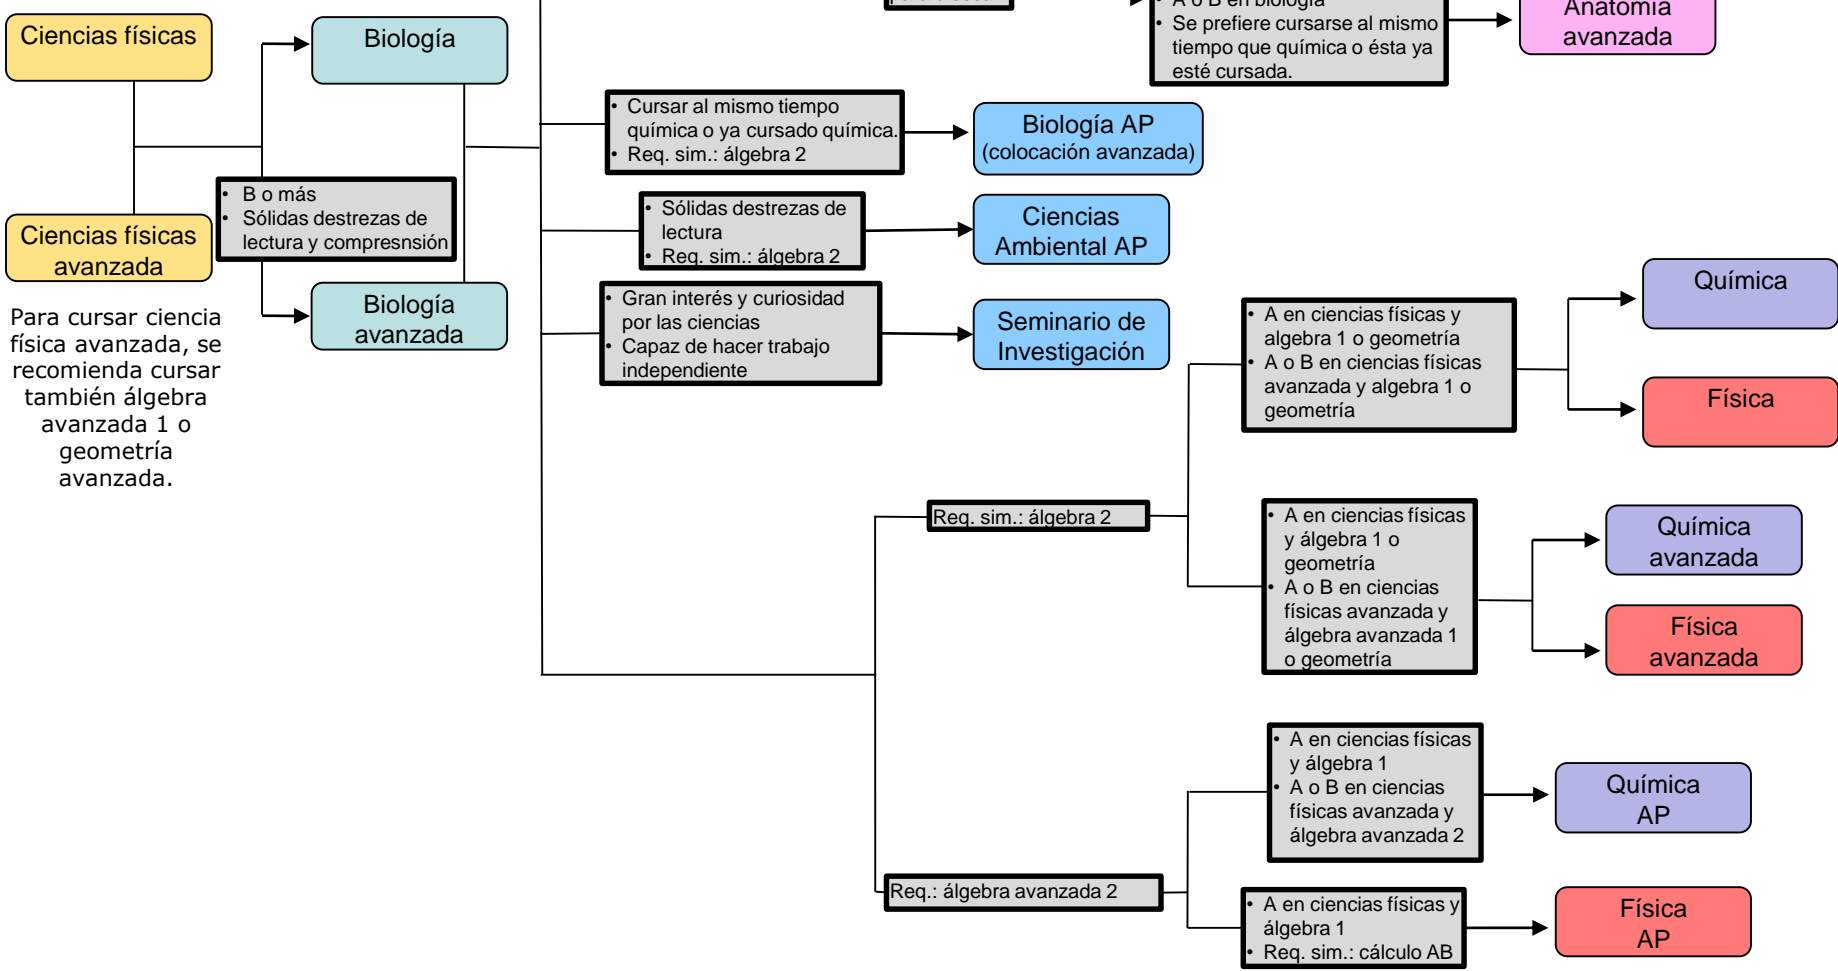 Ciencias físicas
Ciencias físicas
avanzada
Para cursar ciencia
física avanzada, se
recomienda cursar
también álgebra
avanzada 1 o
geometría
avanzada.
• B o más
• Sólidas destrezas de
lectura y compresnsión
Biología
Biología
avanzada
• A o B en biología
• Se prefiere cursarse al mismo
tiempo que química o ésta ya
esté cursada.
Anatomía
avanzada
• Cursar al mismo tiempo
química o ya cursado química.
• Req. sim.: álgebra 2
Biología AP
(colocación avanzada)
• Sólidas destrezas de
lectura
• Req. sim.: álgebra 2
Ciencias
Ambiental AP
• Gran interés y curiosidad
por las ciencias
• Capaz de hacer trabajo
independiente
Seminario de
Investigación
Req. sim.: álgebra 2
• A en ciencias físicas y
algebra 1 o geometría
• A o B en ciencias físicas
avanzada y algebra 1 o
geometría
Química
Física
• A en ciencias físicas
y álgebra 1 o
geometría
• A o B en ciencias
físicas avanzada y
álgebra avanzada 1
o geometría
Química
avanzada
Física
avanzada
Req.: álgebra avanzada 2
• A en ciencias físicas
y álgebra 1
• A o B en ciencias
físicas avanzada y
álgebra avanzada 2
Química
AP
• A en ciencias físicas y
álgebra 1
• Req. sim.: cálculo AB
Física
AP